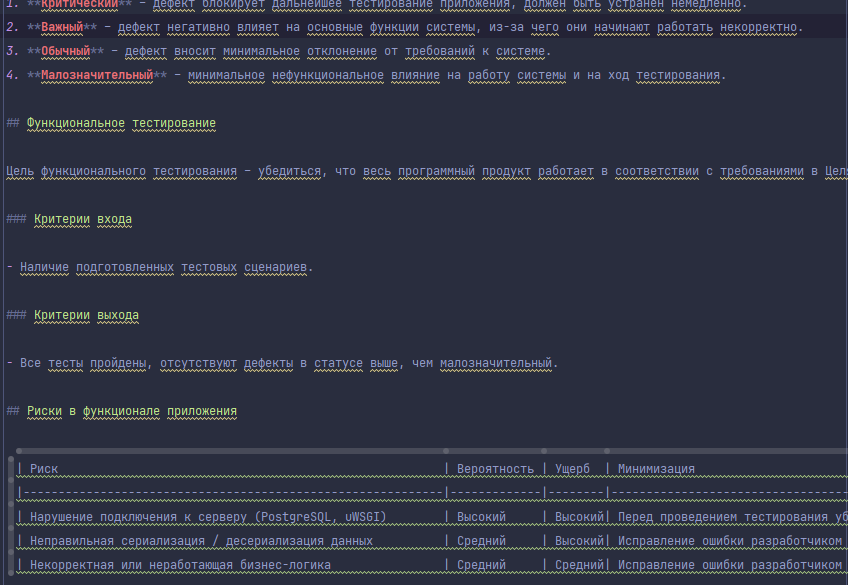 1. **Критический** – дефект блокирует дальнейшее тестирование приложения, должен быть устранен немедленно.
2. **Важный** – дефект негативно влияет на основные функции системы, из-за чего они начинают работать некорректно.
3. **Обычный** – дефект вносит минимальное отклонение от требований к системе.
4. **Малозначительный** – минимальное нефункциональное влияние на работу системы и на ход тестирования.
## Функциональное тестирование
Цель функционального тестирования – убедиться, что весь программный продукт работает в соответствии с требованиями в Целя
### Критерии входа
- Наличие подготовленных тестовых сценариев.
### Критерии выхода
- Все тесты пройдены, отсутствуют дефекты в статусе выше, чем малозначительный.
## Риски в функционале приложения
| Риск | Вероятность | Ущерб | Минимизация
| Нарушение подключения к серверу (PostgreSQL, uWSGI) | Высокий | Высокий| Перед проведением тестирования уб
| Неправильная сериализация / десериализация данных | Средний | Высокий| Исправление ошибки разработчиком
| Некорректная или неработающая бизнес-логика | Средний | Средний| Исправление ошибки разработчиком